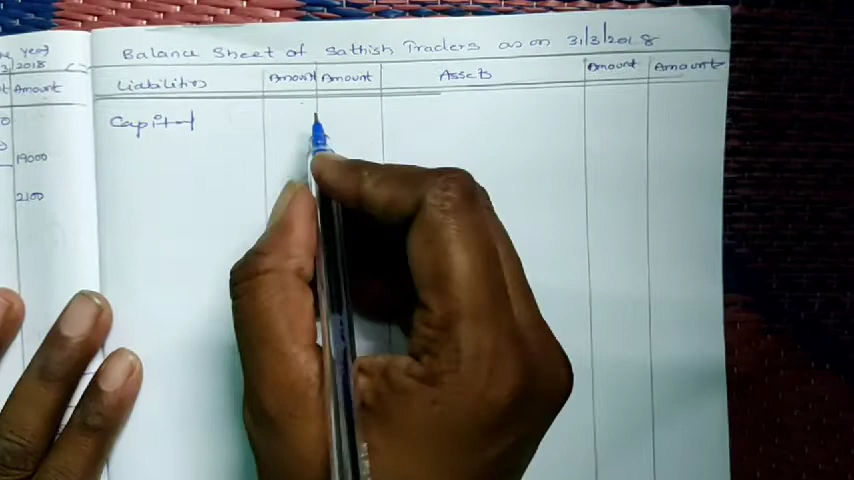 year
Balance Sheet of Sathish Traders as on 31/3/2018
2018
Liabilities Amount Amount Assets Amount Amount
Amount
Capital
19000
2100